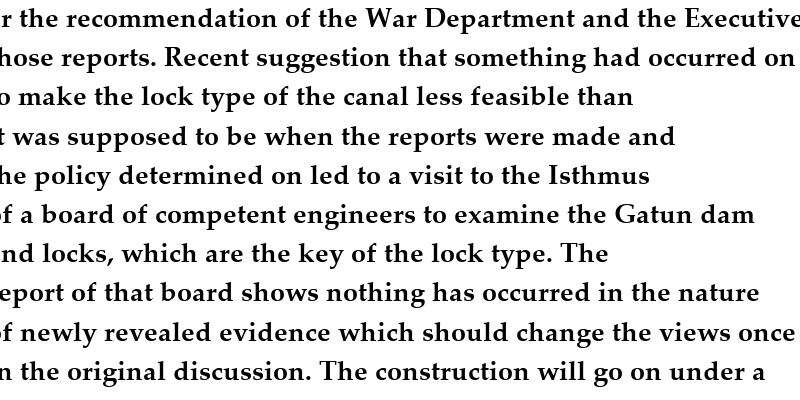 r the recommendation of the War Department and the Executive
hose reports. Recent suggestion that something had occurred on
o make the lock type of the canal less feasible than
t was supposed to be when the reports were made and
he policy determined on led to a visit to the Isthmus
of a board of competent engineers to examine the Gatun dam
nd locks, which are the key of the lock type. The
eport of that board shows nothing has occurred in the nature
of newly revealed evidence which should change the views once
n the original discussion. The construction will go on under a